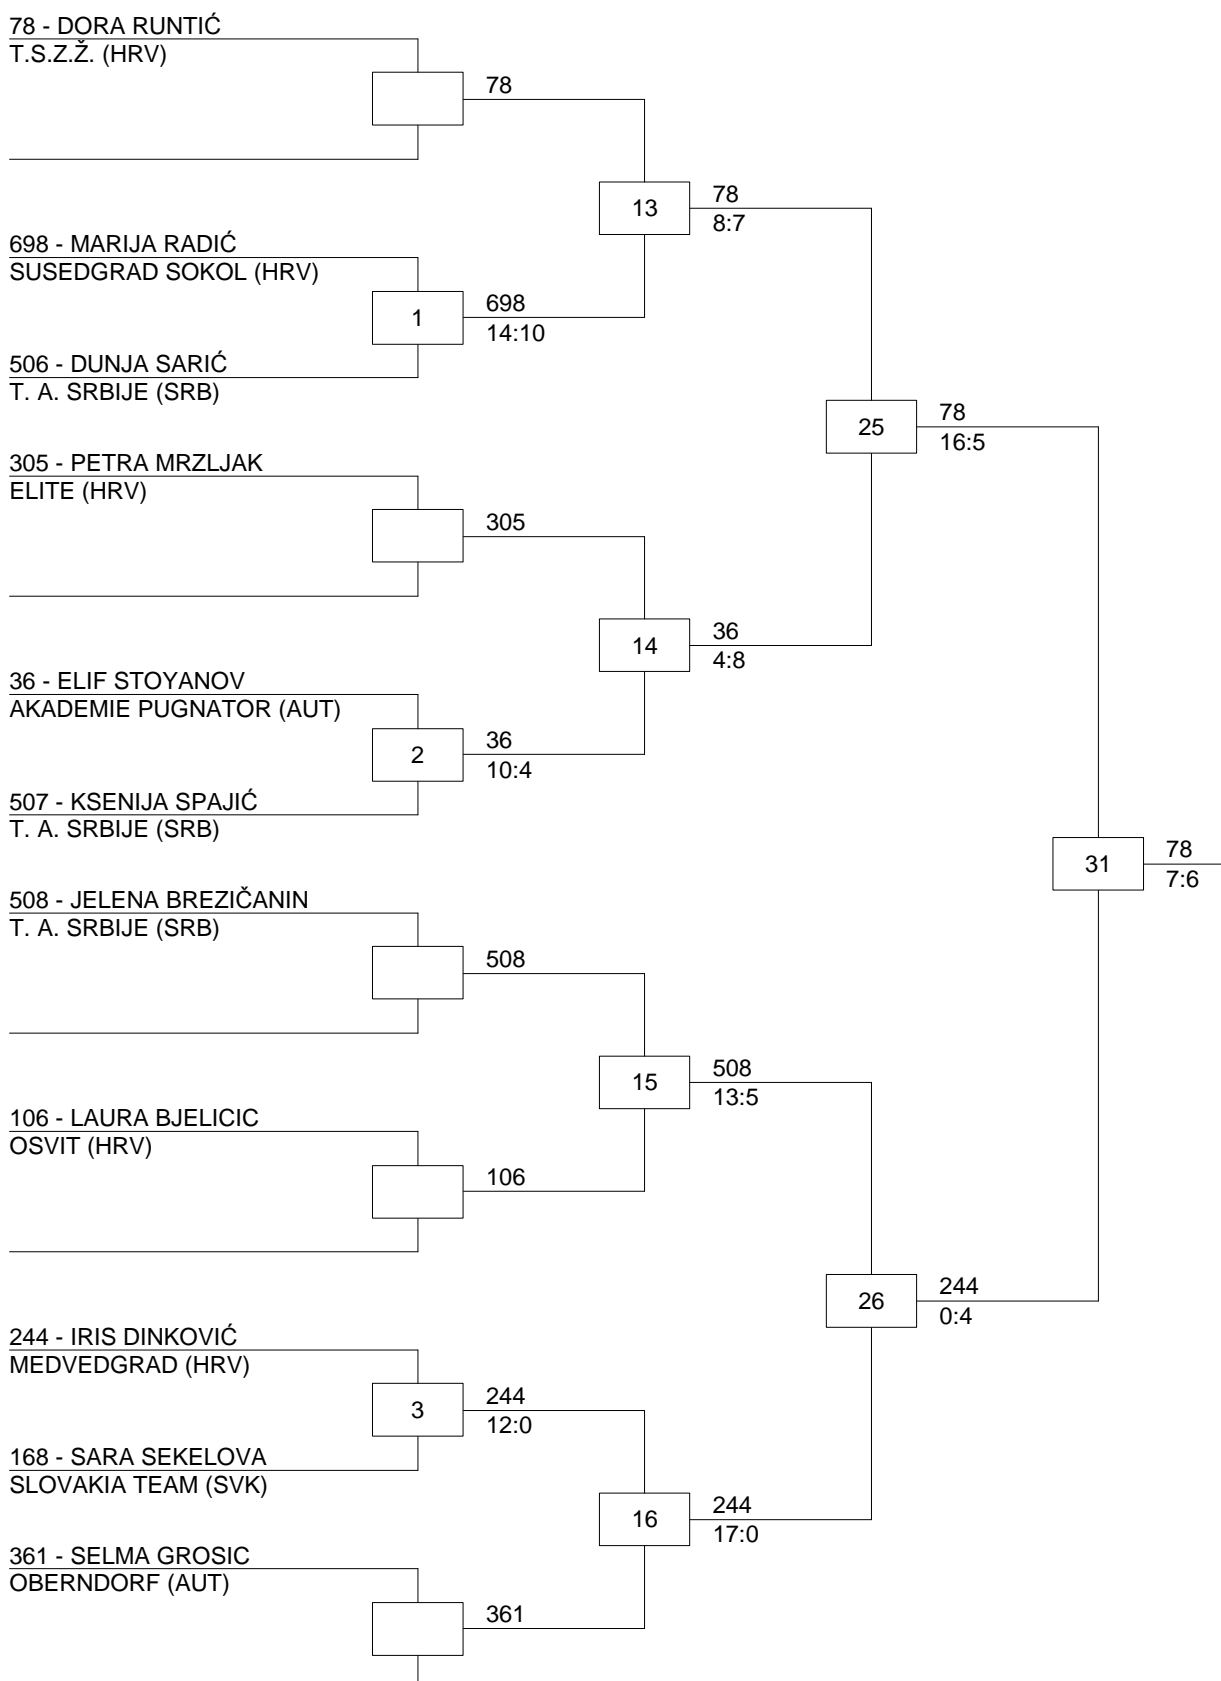 78 - DORA RUNTIĆ
T.S.Z.Ž. (HRV)
78
13
78
8:7
698 - MARIJA RADIĆ
SUSEDGRAD SOKOL (HRV)
1
698
14:10
506 - DUNJA SARIĆ
T. A. SRBIJE (SRB)
25
78
16:5
305 - PETRA MRZLJAK
ELITE (HRV)
305
14
36
4:8
36 - ELIF STOYANOV
AKADEMIE PUGNATOR (AUT)
2
36
10:4
507 - KSENIJA SPAJIĆ
T. A. SRBIJE (SRB)
31
78
7:6
508 - JELENA BREZIČANIN
T. A. SRBIJE (SRB)
508
15
508
13:5
106 - LAURA BJELICIC
OSVIT (HRV)
106
26
244
0:4
244 - IRIS DINKOVIĆ
MEDVEDGRAD (HRV)
3
244
12:0
168 - SARA SEKELOVA
SLOVAKIA TEAM (SVK)
16
244
17:0
361 - SELMA GROSIC
OBERNDORF (AUT)
361